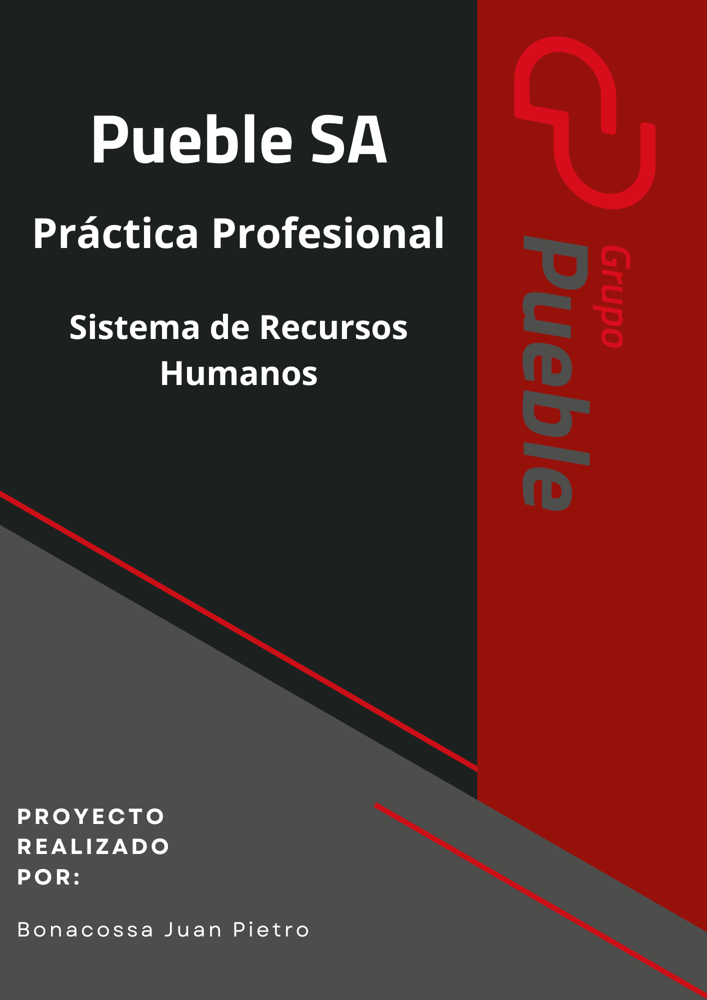 Pueble SA
Práctica Profesional
Sistema de Recursos
Humanos
Grupo
Pueble
PROYECTO
REALIZADO
POR:
Bonacossa Juan Pietro